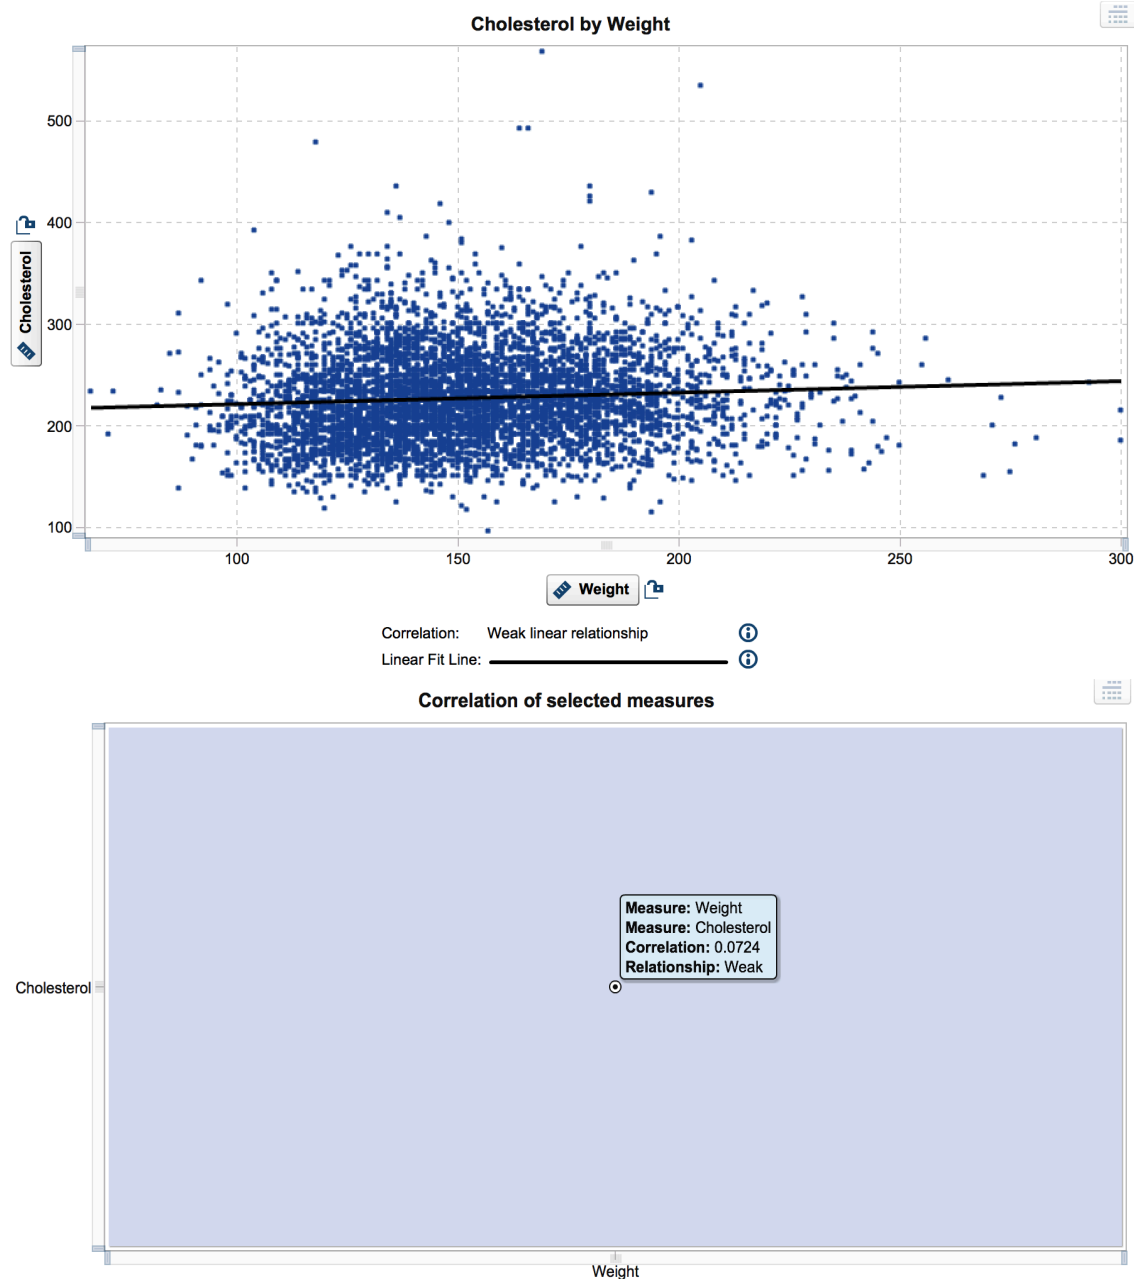 Cholesterol by Weight
500
400
300
200
100
Cholesterol
100 150 200 250 300
Weight
Correlation: Weak linear relationship
Linear Fit Line:
Correlation of selected measures
Measure: Weight
Measure: Cholesterol
Correlation: 0.0724
Relationship: Weak
Cholesterol
Weight